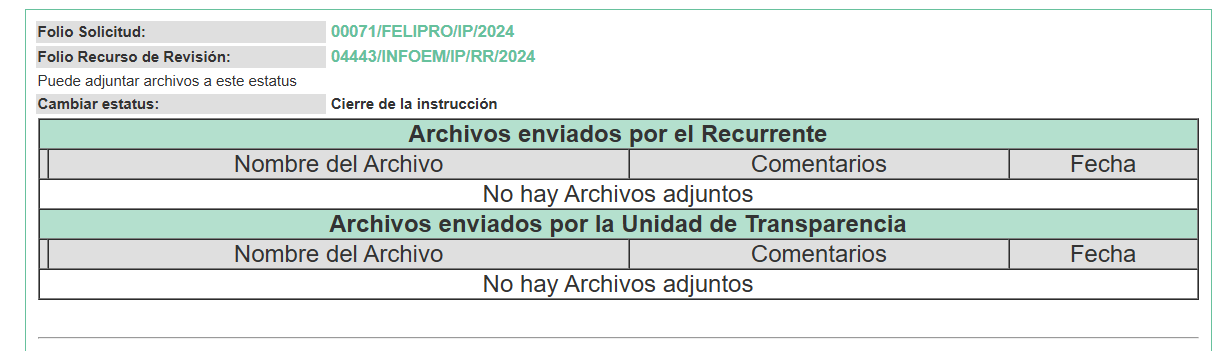 Folio Solicitud: 00071/FELIPRO/IP/2024
Folio Recurso de Revisión: 04443/INFOEM/IP/RR/2024
Puede adjuntar archivos a este estatus
Cambiar estatus: Cierre de la instrucción
Archivos enviados por el Recurrente
Nombre del Archivo Comentarios Fecha
No hay Archivos adjuntos
Archivos enviados por la Unidad de Transparencia
Nombre del Archivo Comentarios Fecha
No hay Archivos adjuntos